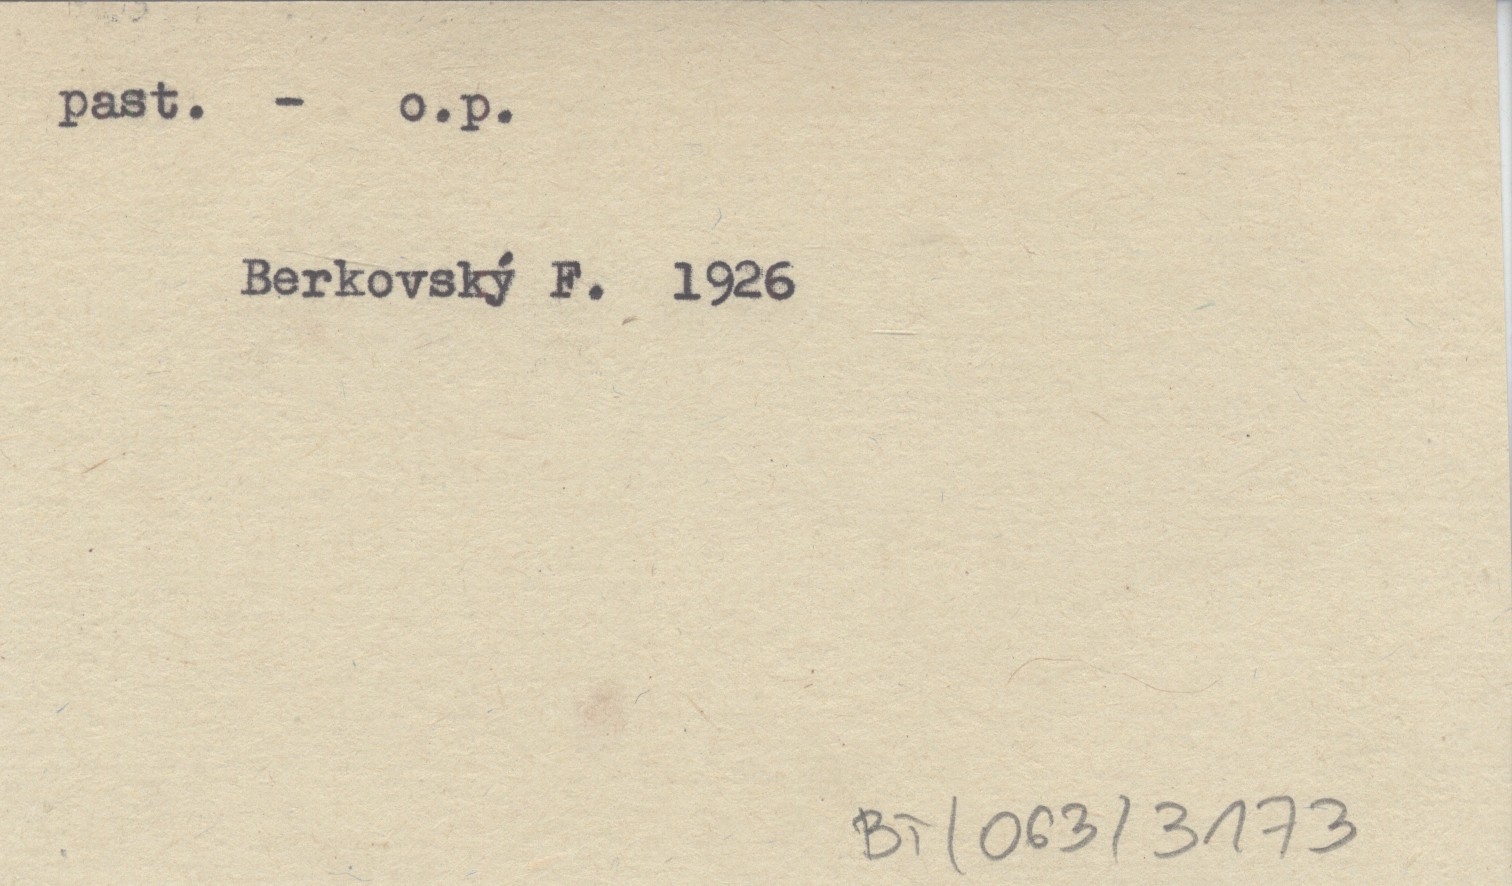 past. - o.p.
Berkovský F. 1926
BT/063/3173